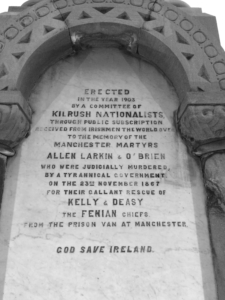 ERECTED
IN THE YEAR 1903
BY A COMMITTEE OF
KILRUSH NATIONALISTS,
THROUGH PUBLIC SUBSCRIPTION
RECEIVED FROM IRISHMEN THE WORLD OVER
TO THE MEMORY OF THE
MANCHESTER MARTYRS
ALLEN LARKIN & O'BRIEN
WHO WERE JUDICIALLY MURDERED
BY A TYRANNICAL GOVERNMENT
ON THE 23RD NOVEMBER 1867
FOR THEIR GALLANT RESCUE OF
KELLY & DEASY
THE FENIAN CHIEFS,
FROM THE PRISON VAN AT MANCHESTER.
GOD SAVE IRELAND.